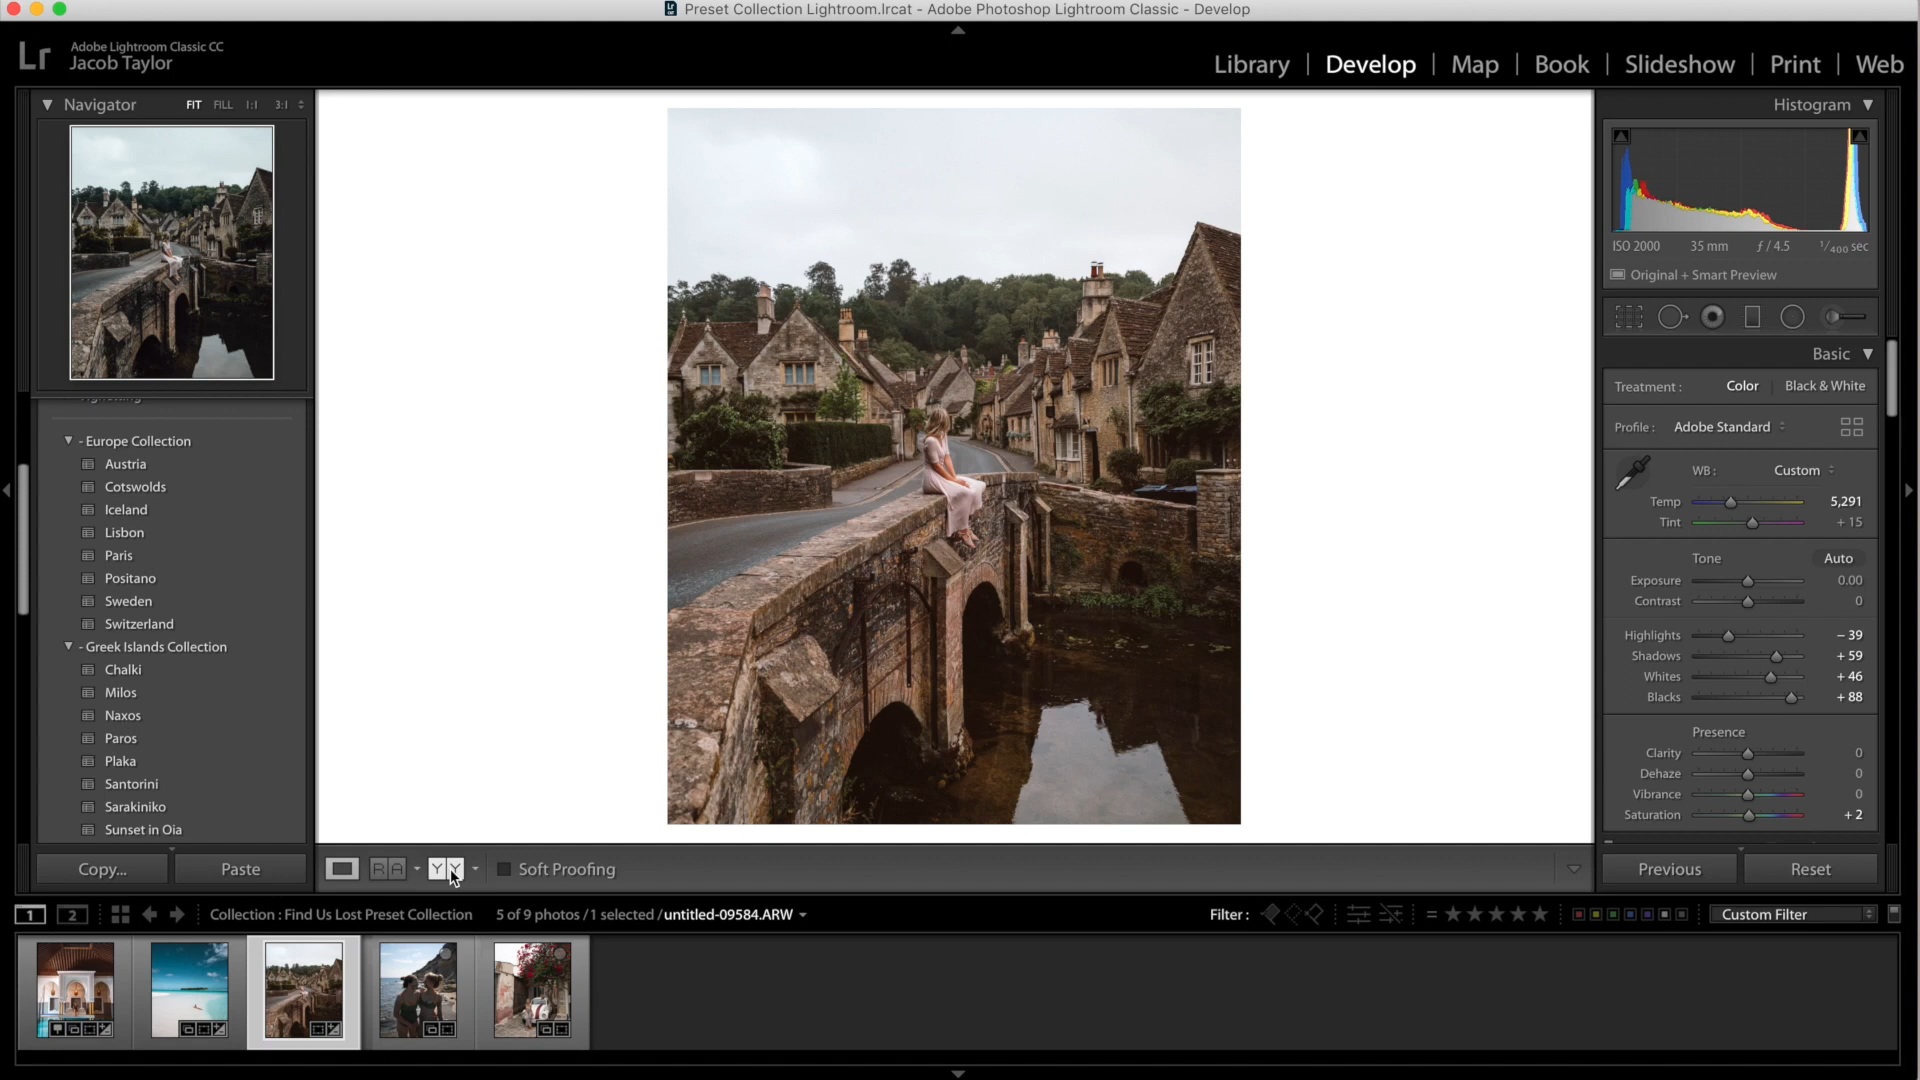 Preset Collection Lightroom.lrcat - Adobe Photoshop Lightroom Classic - Develop
Lr
Adobe Lightroom Classic CC
Jacob Taylor
Library | Develop | Map | Book | Slideshow | Print | Web
Navigator FIT FILL 1:1 3:1
- Europe Collection
Austria
Cotswolds
Iceland
Lisbon
Paris
Positano
Sweden
Switzerland
- Greek Islands Collection
Chalki
Milos
Naxos
Paros
Plaka
Santorini
Sarakiniko
Sunset in Oia
Copy... Paste
R A Y Y Soft Proofing
Histogram
ISO 2000 35 mm ƒ / 4.5 1/400 sec
Original + Smart Preview
Basic
Treatment : Color Black & White
Profile : Adobe Standard
WB : Custom
Temp 5,291
Tint + 15
Tone Auto
Exposure 0.00
Contrast 0
Highlights – 39
Shadows + 59
Whites + 46
Blacks + 88
Presence
Clarity 0
Dehaze 0
Vibrance 0
Saturation + 2
Previous Reset
1 2 Collection : Find Us Lost Preset Collection 5 of 9 photos / 1 selected / untitled-09584.ARW Filter : Custom Filter